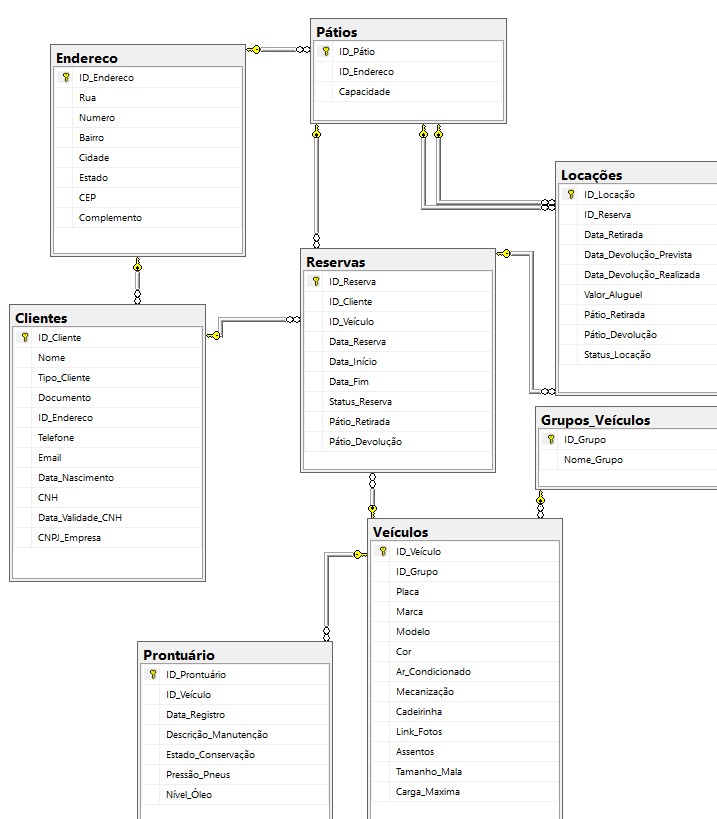 Pátios
ID_Pátio
ID_Endereco
Capacidade
Endereco
ID_Endereco
Rua
Numero
Bairro
Cidade
Estado
CEP
Complemento
Locações
ID_Locação
ID_Reserva
Data_Retirada
Data_Devolução_Prevista
Data_Devolução_Realizada
Valor_Aluguel
Pátio_Retirada
Pátio_Devolução
Status_Locação
Reservas
ID_Reserva
ID_Cliente
ID_Veículo
Data_Reserva
Data_Início
Data_Fim
Status_Reserva
Pátio_Retirada
Pátio_Devolução
Clientes
ID_Cliente
Nome
Tipo_Cliente
Documento
ID_Endereco
Telefone
Email
Data_Nascimento
CNH
Data_Validade_CNH
CNPJ_Empresa
Grupos_Veículos
ID_Grupo
Nome_Grupo
Veículos
ID_Veículo
ID_Grupo
Placa
Marca
Modelo
Cor
Ar_Condicionado
Mecanização
Cadeirinha
Link_Fotos
Assentos
Tamanho_Mala
Carga_Maxima
Prontuário
ID_Prontuário
ID_Veículo
Data_Registro
Descrição_Manutenção
Estado_Conservação
Pressão_Pneus
Nível_Óleo